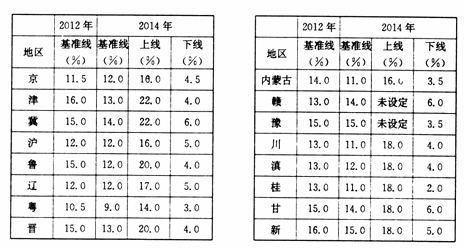 2012 年 2014 年
地区 基准线(%) 基准线(%) 上线(%) 下线(%)
京 11.5 12.0 16.0 4.5
津 16.0 13.0 22.0 4.0
冀 15.0 14.0 22.0 6.0
沪 12.0 12.0 16.0 5.0
鲁 15.0 12.0 20.0 4.0
辽 12.0 12.0 17.0 5.0
粤 10.5 9.0 14.0 3.0
晋 15.0 13.0 20.0 4.0
2012 年 2014 年
地区 基准线(%) 基准线(%) 上线(%) 下线(%)
内蒙古 14.0 11.0 16.0 3.5
赣 13.0 14.0 未设定 6.0
豫 15.0 15.0 未设定 3.5
川 13.0 11.0 18.0 4.0
滇 13.0 12.0 18.0 4.0
桂 13.0 11.0 18.0 2.0
甘 15.0 14.0 18.0 6.0
新 16.0 15.0 18.0 5.0